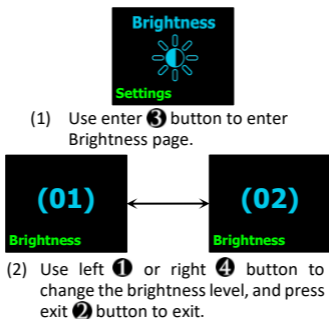 Brightness
Settings
(1) Use enter ❸ button to enter
Brightness page.
(01) (02)
Brightness Brightness
(2) Use left ❶ or right ❹ button to
change the brightness level, and press
exit ❷ button to exit.